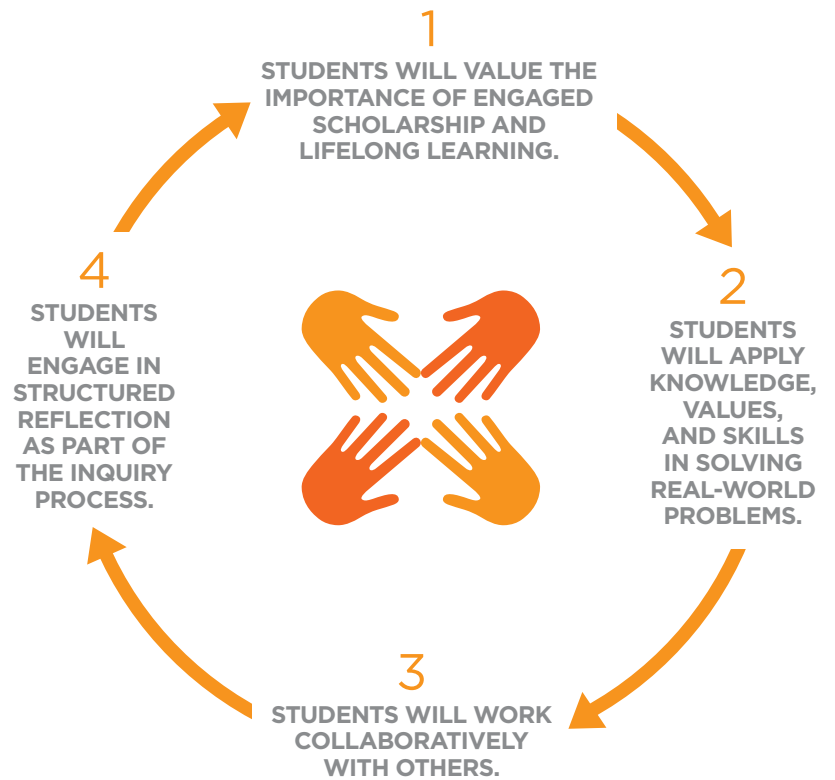 1
STUDENTS WILL VALUE THE
IMPORTANCE OF ENGAGED
SCHOLARSHIP AND
LIFELONG LEARNING.
2
STUDENTS
WILL APPLY
KNOWLEDGE,
VALUES,
AND SKILLS
IN SOLVING
REAL-WORLD
PROBLEMS.
3
STUDENTS WILL WORK
COLLABORATIVELY
WITH OTHERS.
4
STUDENTS
WILL
ENGAGE IN
STRUCTURED
REFLECTION
AS PART OF
THE INQUIRY
PROCESS.